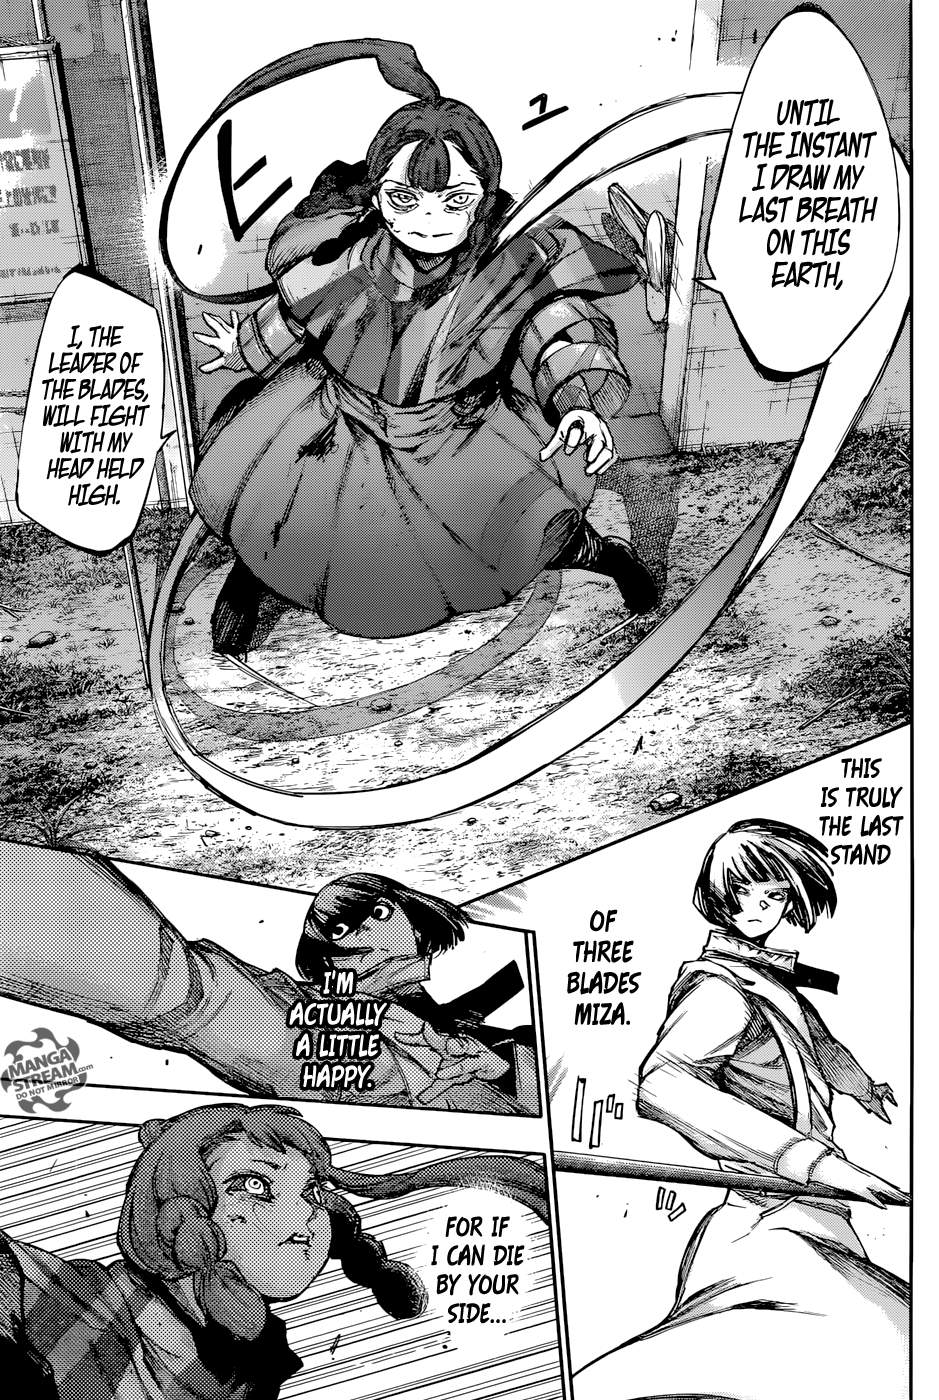 UNTIL
THE INSTANT
I DRAW MY
LAST BREATH
ON THIS
EARTH,
I, THE
LEADER OF
THE BLADES,
WILL FIGHT
WITH MY
HEAD HELD
HIGH.
THIS
IS TRULY
THE LAST
STAND
OF
THREE
BLADES
MIZA.
I'M
ACTUALLY
A LITTLE
HAPPY.
FOR IF
I CAN DIE
BY YOUR
SIDE...
MANGA
STREAM.com
DO NOT MIRROR